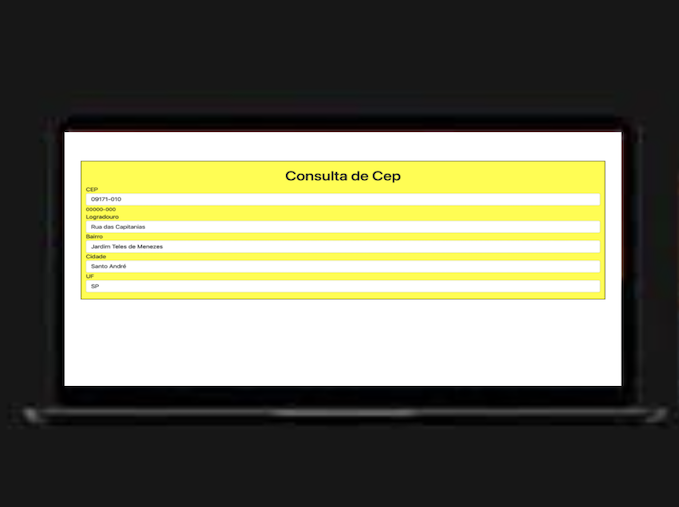 Consulta de Cep
CEP
09171-010
00000-000
Logradouro
Rua das Capitanias
Bairro
Jardim Teles de Menezes
Cidade
Santo André
UF
SP